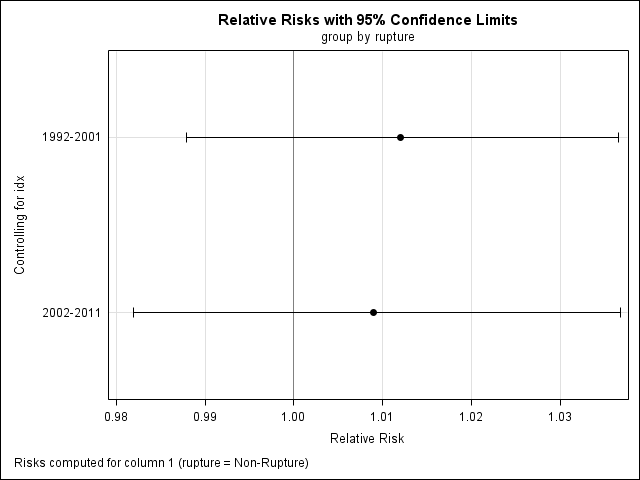 Relative Risks with 95% Confidence Limits
group by rupture
Controlling for idx
1992-2001
2002-2011
0.98 0.99 1.00 1.01 1.02 1.03
Relative Risk
Risks computed for column 1 (rupture = Non-Rupture)